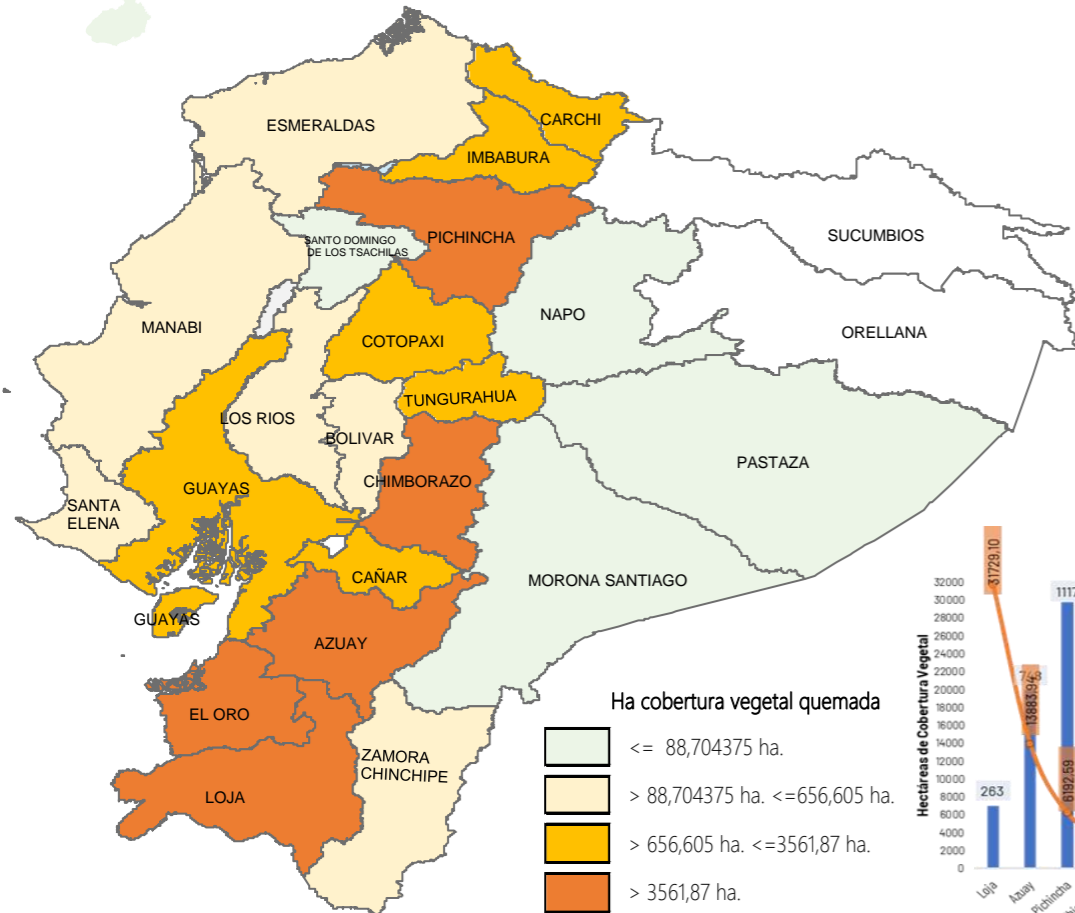 ESMERALDAS
CARCHI
IMBABURA
SUCUMBIOS
PICHINCHA
SANTO DOMINGO
DE LOS TSACHILAS
NAPO
ORELLANA
MANABI
COTOPAXI
TUNGURAHUA
LOS RIOS
BOLIVAR
PASTAZA
CHIMBORAZO
GUAYAS
SANTA
ELENA
CAÑAR
MORONA SANTIAGO
GUAYAS
AZUAY
EL ORO
ZAMORA
CHINCHIPE
LOJA
Ha cobertura vegetal quemada
<= 88,704375 ha.
> 88,704375 ha. <=656,605 ha.
> 656,605 ha. <=3561,87 ha.
> 3561,87 ha.
Hectáreas de Cobertura Vegetal
32000
30000
28000
26000
24000
22000
20000
18000
16000
14000
12000
10000
8000
6000
4000
2000
0
31729.10
13883.94
6192.59
263
1117
Loja
Azuay
Pichincha